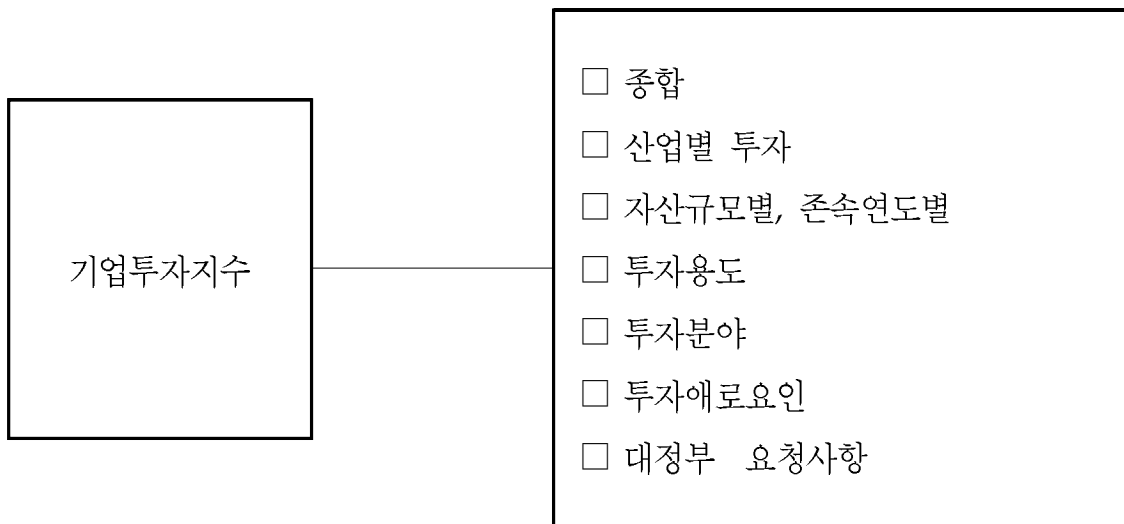 기업투자지수
□ 종합
□ 산업별 투자
□ 자산규모별, 존속연도별
□ 투자용도
□ 투자분야
□ 투자애로요인
□ 대정부 요청사항